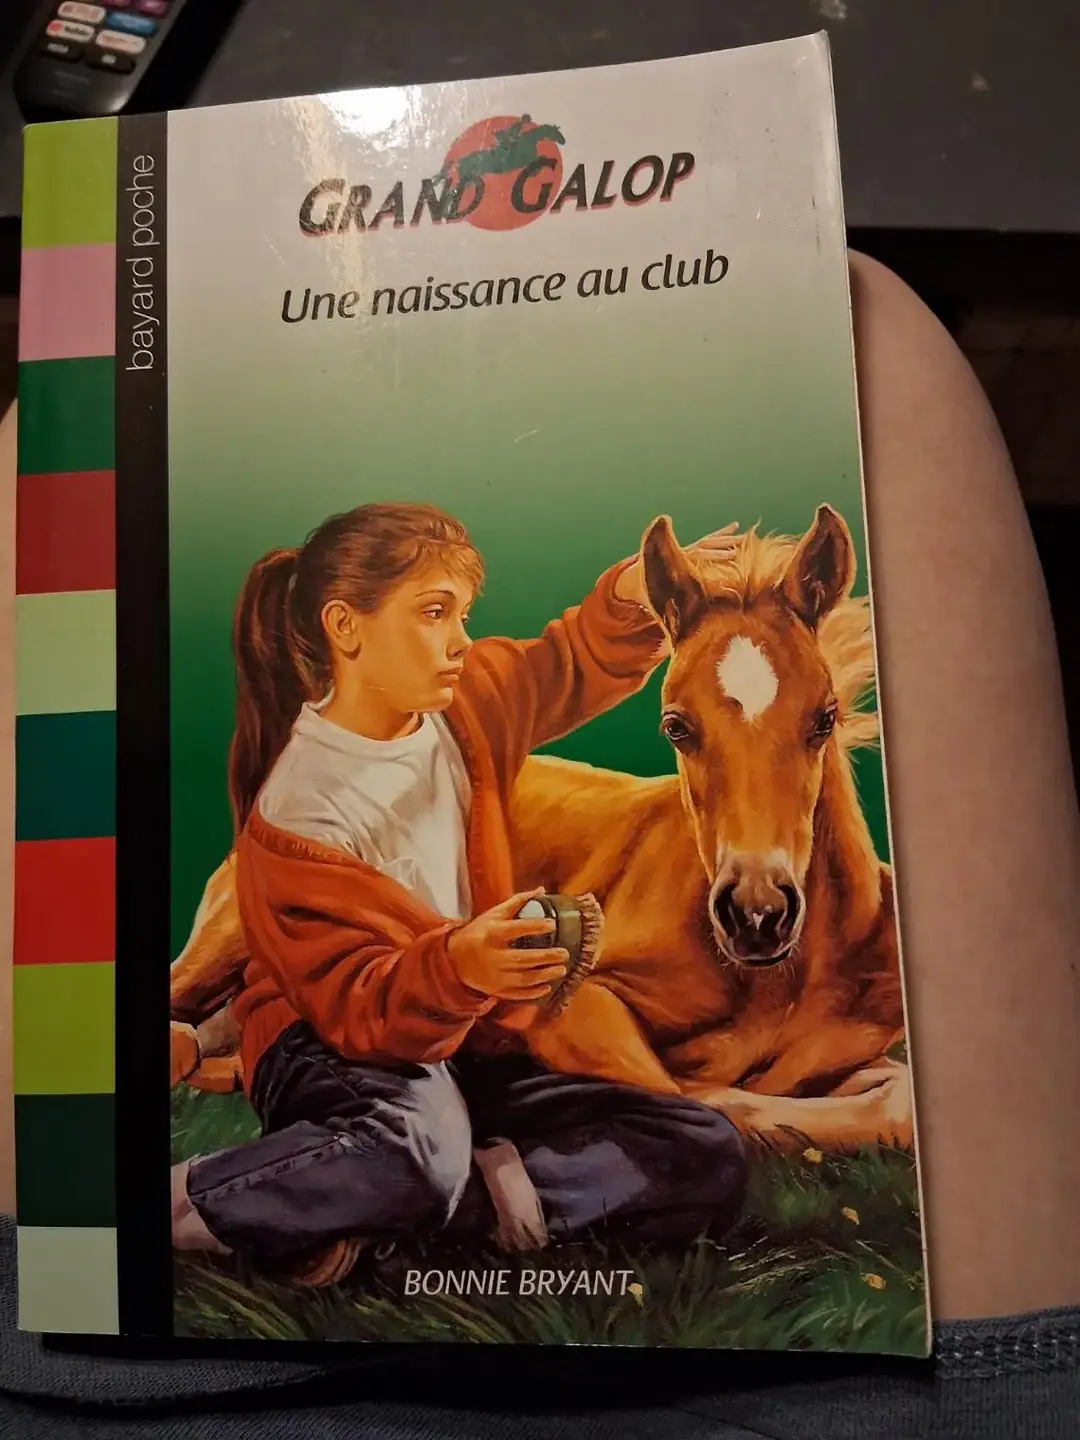 bayard poche
GRAND GALOP
Une naissance au club
BONNIE BRYANT